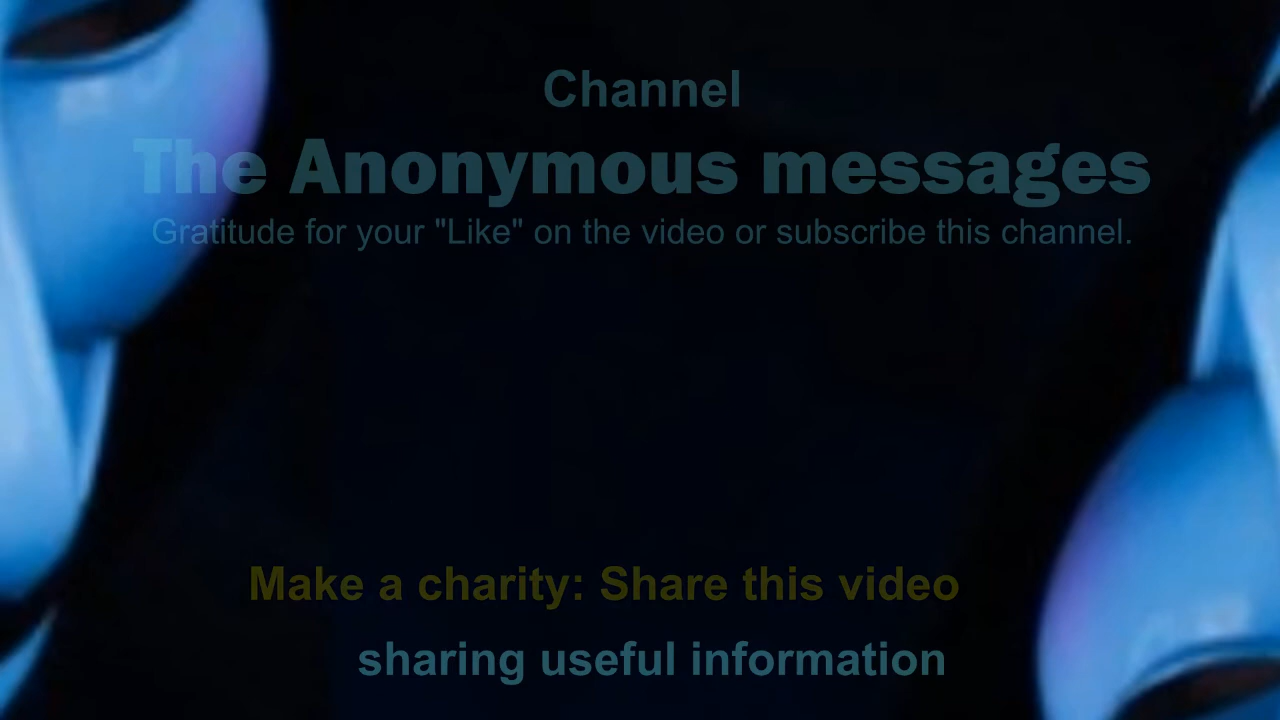 Channel
The Anonymous messages
Gratitude for your "Like" on the video or subscribe this channel.
Make a charity: Share this video
sharing useful information